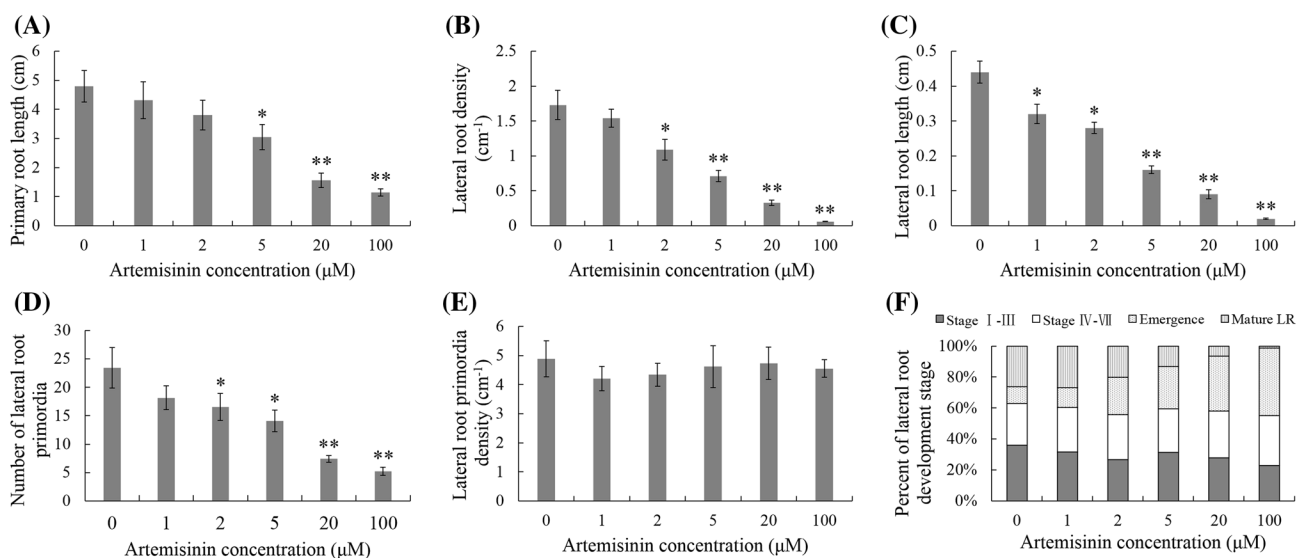 (A)
Primary root length (cm)
6
5
4
3
2
1
0
*
**
**
0 1 2 5 20 100
Artemisinin concentration (μM)
(B)
Lateral root density
(cm-1)
2.5
2
1.5
1
0.5
0
*
**
**
**
0 1 2 5 20 100
Artemisinin concentration (μM)
(C)
Lateral root length (cm)
0.5
0.4
0.3
0.2
0.1
0
*
*
**
**
**
0 1 2 5 20 100
Artemisinin concentration (μM)
(D)
Number of lateral root
primordia
30
25
20
15
10
5
0
*
*
**
**
0 1 2 5 20 100
Artemisinin concentration (μM)
(E)
Lateral root primordia
density (cm-1)
6
5
4
3
2
1
0
0 1 2 5 20 100
Artemisinin concentration (μM)
(F)
Stage Ⅰ-Ⅲ Stage Ⅳ-Ⅶ Emergence Mature LR
Percent of lateral root
development stage
100%
80%
60%
40%
20%
0%
0 1 2 5 20 100
Artemisinin concentration (μM)